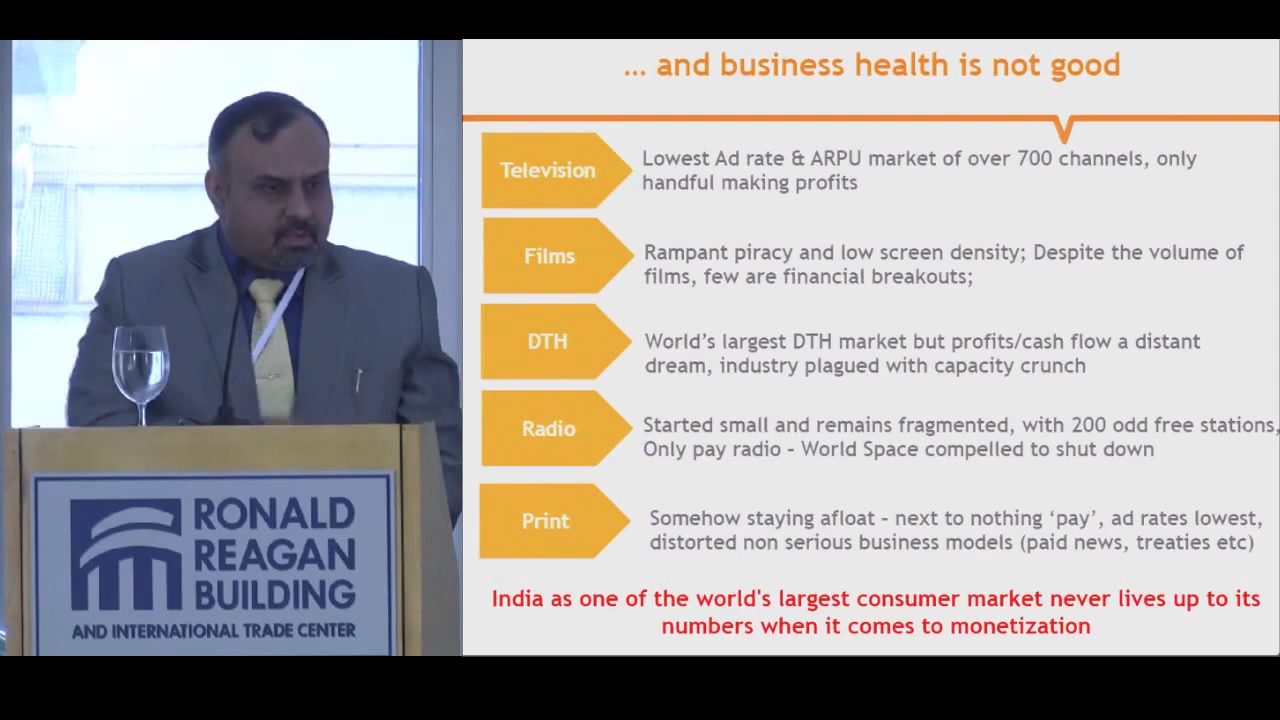 RONALD
REAGAN
BUILDING
AND INTERNATIONAL TRADE CENTER
... and business health is not good
Television
Lowest Ad rate & ARPU market of over 700 channels, only
handful making profits
Films
Rampant piracy and low screen density; Despite the volume of
films, few are financial breakouts;
DTH
World's largest DTH market but profits/cash flow a distant
dream, industry plagued with capacity crunch
Radio
Started small and remains fragmented, with 200 odd free stations,
Only pay radio – World Space compelled to shut down
Print
Somehow staying afloat – next to nothing ‘pay’, ad rates lowest,
distorted non serious business models (paid news, treaties etc)
India as one of the world's largest consumer market never lives up to its
numbers when it comes to monetization